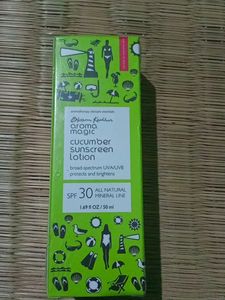 Blossom Kochhar
aroma
magic
cucumber
sunscreen
lotion
broad spectrum UVA/UVB
protects and brightens
SPF 30 ALL NATURAL
MINERAL LINE
1.69 fl OZ / 50 ml